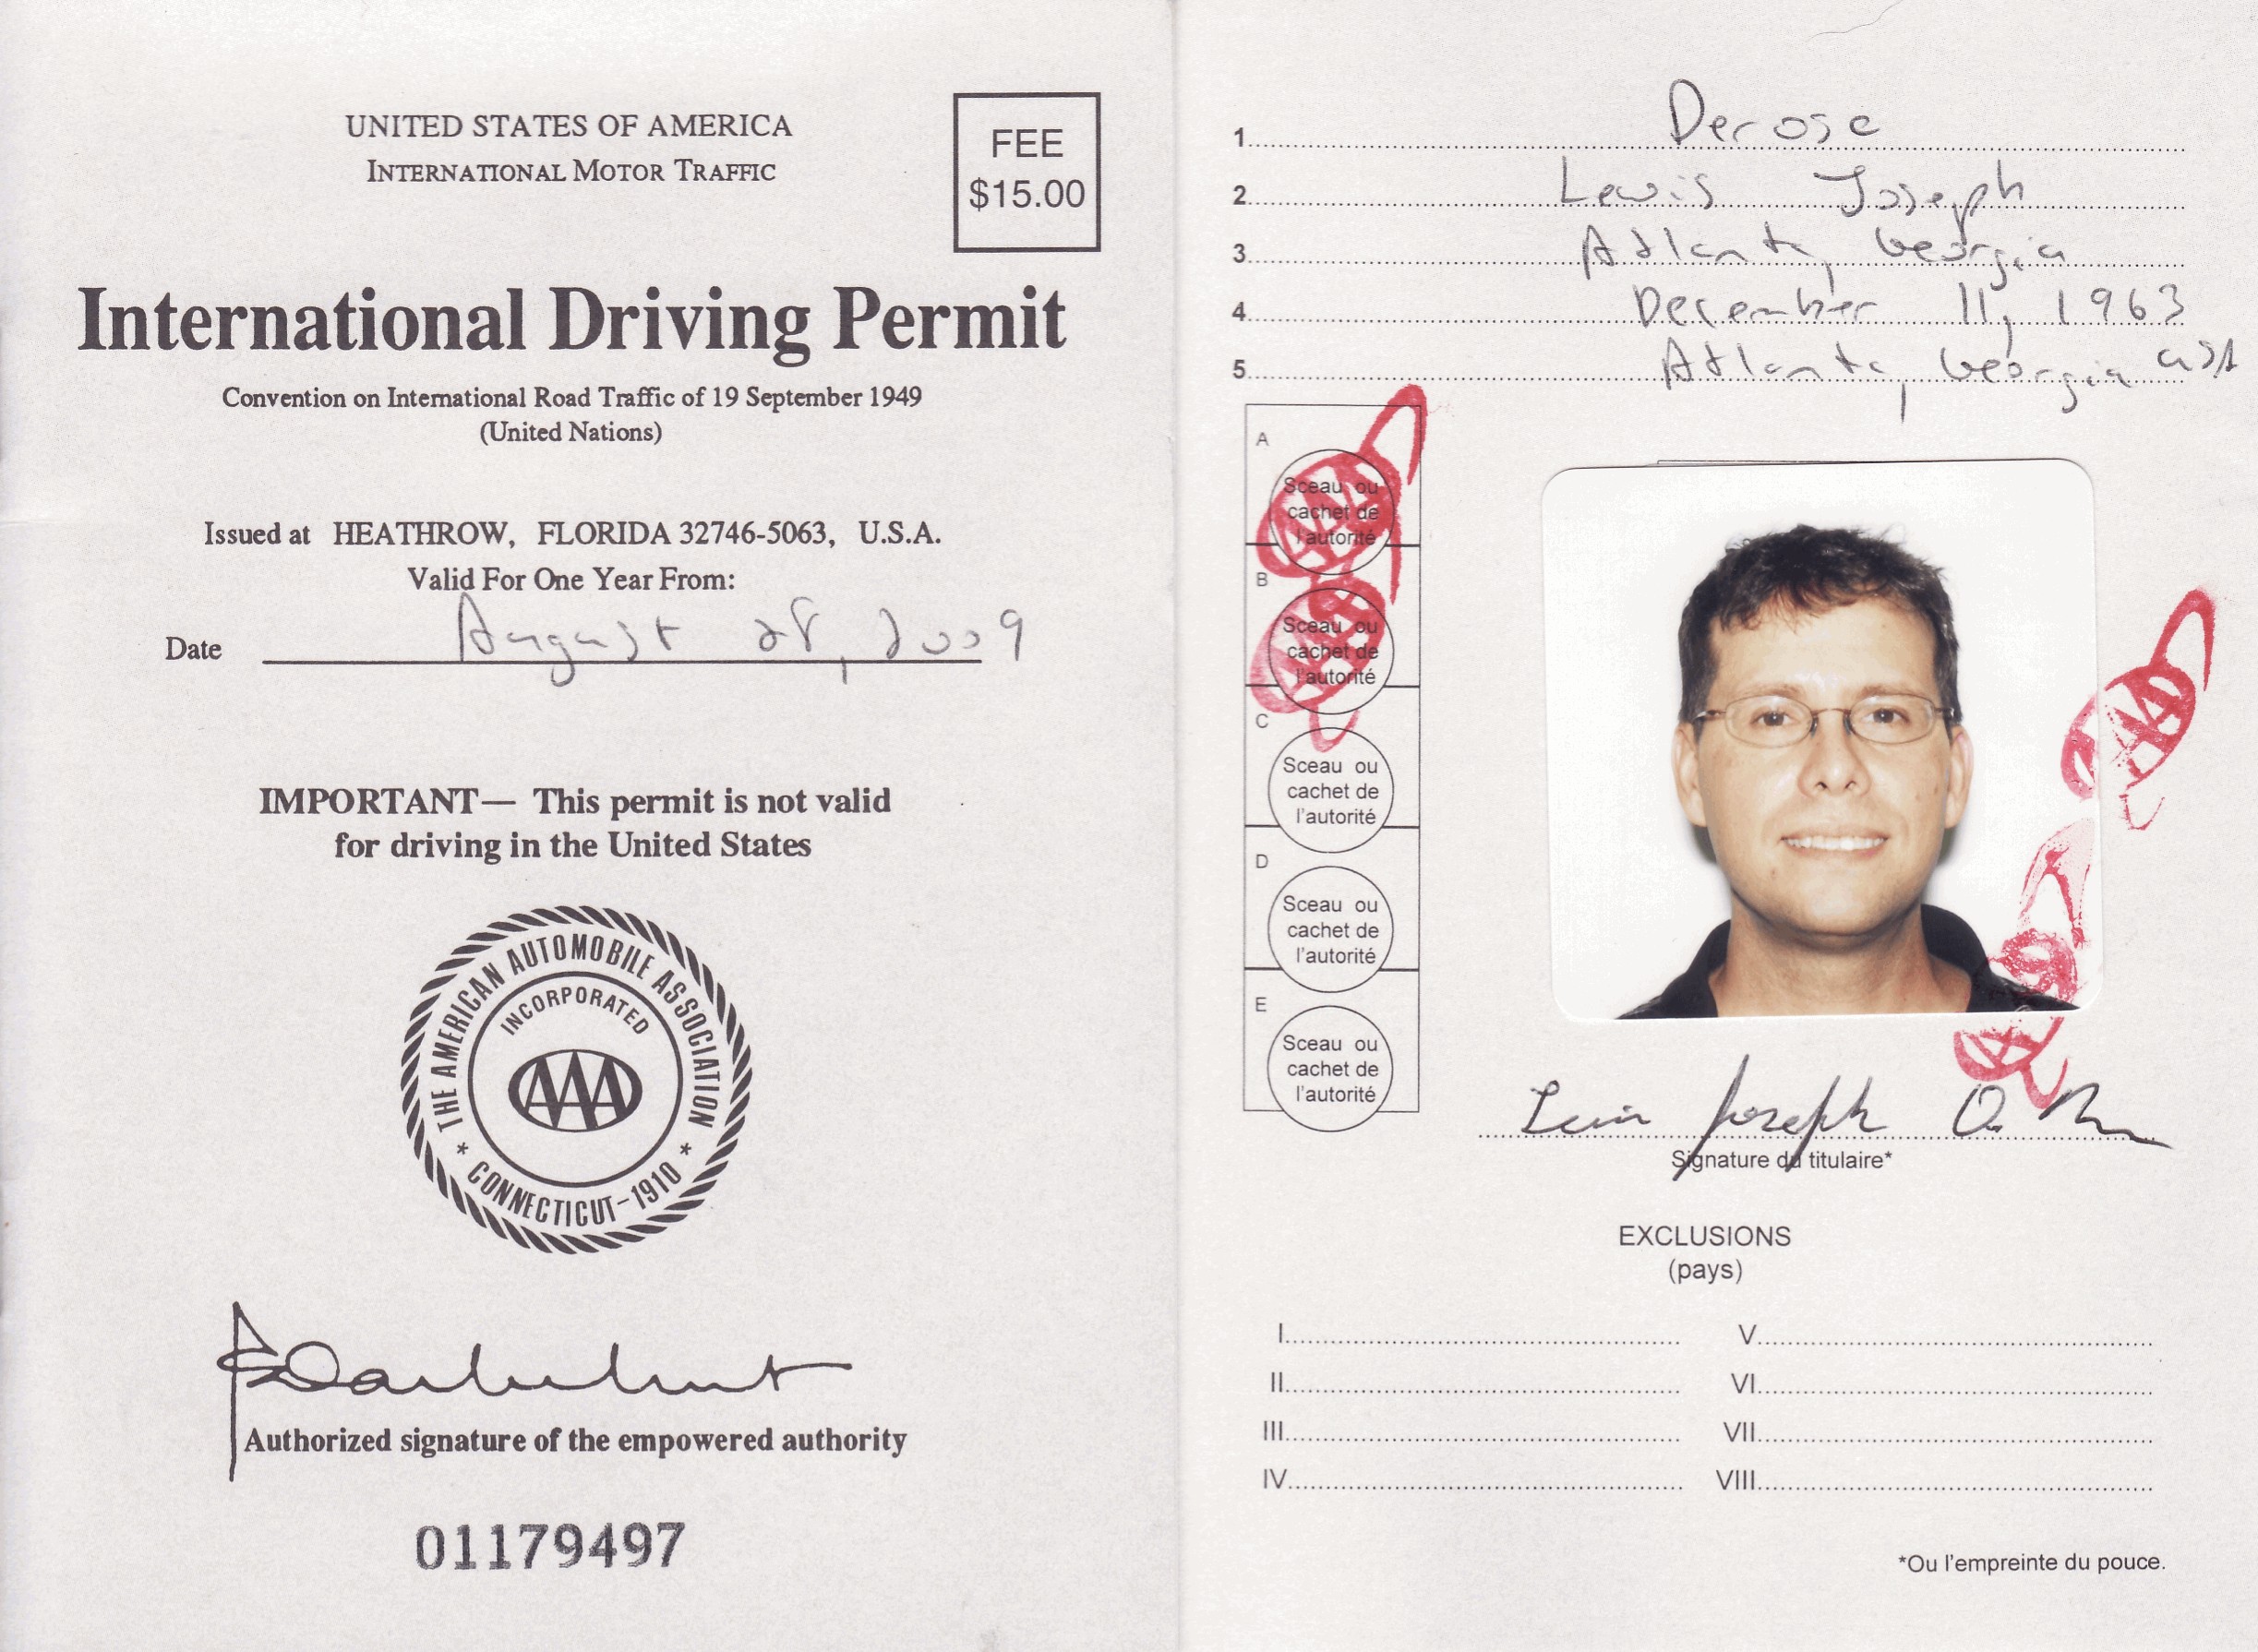 UNITED STATES OF AMERICA
INTERNATIONAL MOTOR TRAFFIC
FEE
$15.00
International Driving Permit
Convention on International Road Traffic of 19 September 1949
(United Nations)
Issued at HEATHROW, FLORIDA 32746-5063, U.S.A.
Valid For One Year From:
Date August 28, 2009
IMPORTANT— This permit is not valid
for driving in the United States
THE AMERICAN AUTOMOBILE ASSOCIATION
INCORPORATED
AAA
* CONNECTICUT-1910 *
Authorized signature of the empowered authority
01179497
1. Derose
2. Lewis Joseph
3. Atlanta, Georgia
4. December 11, 1963
5. Atlanta, Georgia USA
A
Sceau ou
cachet de
l'autorité
AAA
B
Sceau ou
cachet de
l'autorité
AAA
C
Sceau ou
cachet de
l'autorité
D
Sceau ou
cachet de
l'autorité
E
Sceau ou
cachet de
l'autorité
AAA
Lewis Joseph
Signature du titulaire*
EXCLUSIONS
(pays)
I.
II.
III.
IV.
V.
VI.
VII.
VIII.
*Ou l'empreinte du pouce.